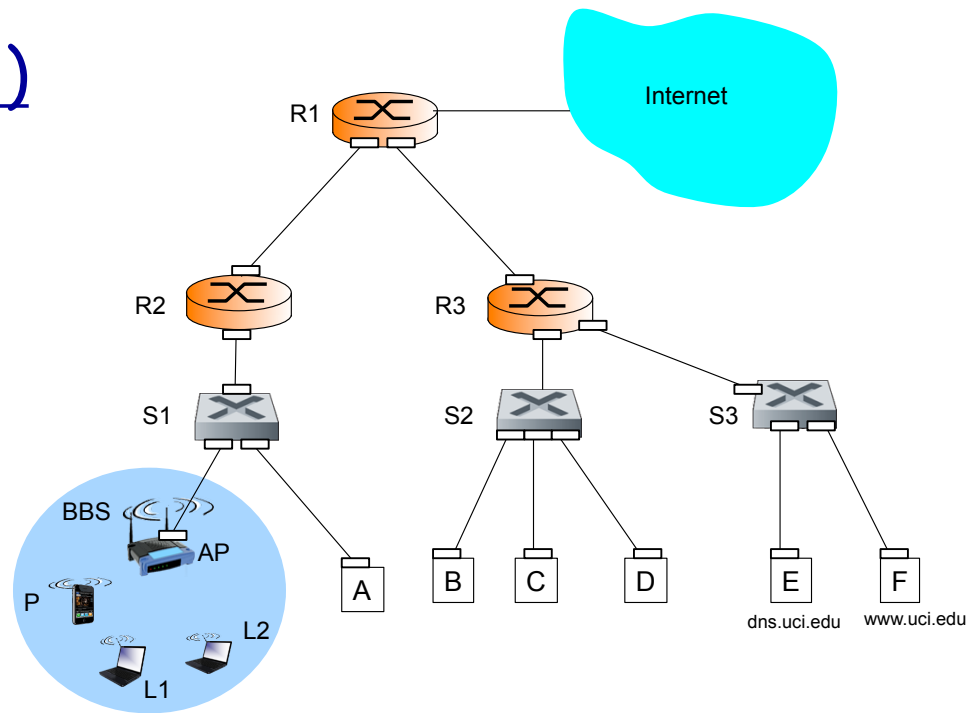 )
Internet
R1
R2
R3
S1
S2
S3
BBS
AP
P
L2
L1
A
B
C
D
E
F
dns.uci.edu
www.uci.edu